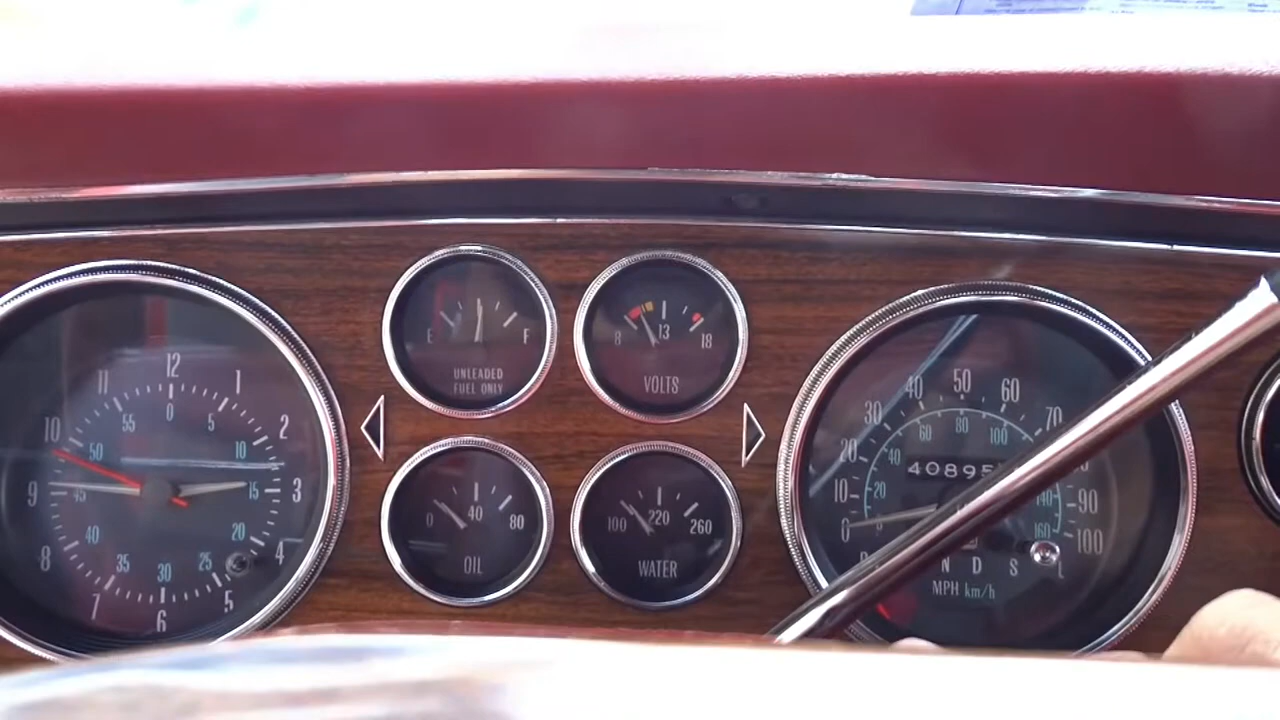 12
11 1
0
55 5
10 2
50 10
9 45 15 3
40 20
8 4
35 25
30
7 5
6
E F
UNLEADED
FUEL ONLY
8 13 18
VOLTS
0 40 80
OIL
100 220 260
WATER
50
40 60
30 70
80
60 100
20
40
40895
10 20 140 90
0 160 100
N D S L
MPH km/h